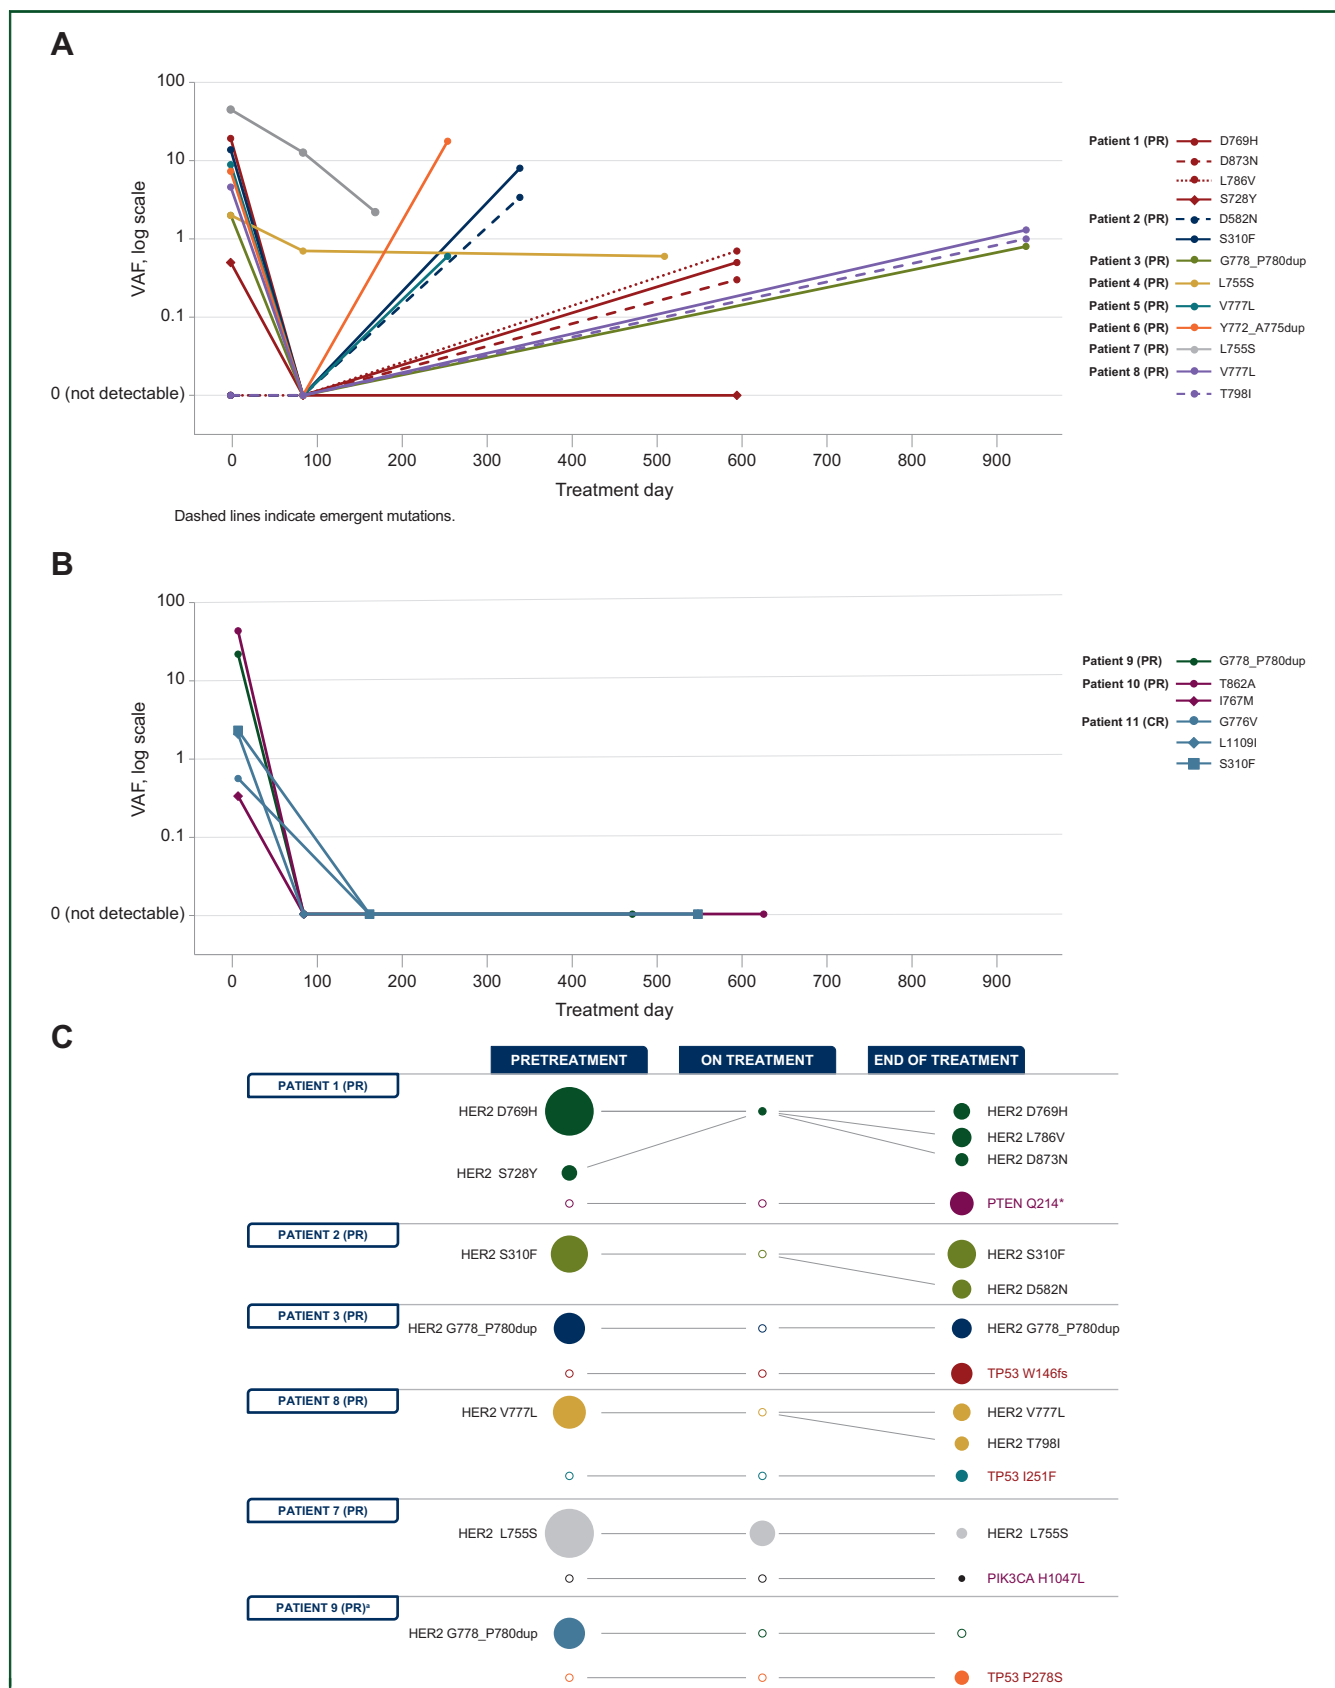 A
100
10
1
0.1
0 (not detectable)
VAF, log scale
0 100 200 300 400 500 600 700 800 900
Treatment day
Patient 1 (PR) D769H
D873N
L786V
S728Y
Patient 2 (PR) D582N
S310F
Patient 3 (PR) G778_P780dup
Patient 4 (PR) L755S
Patient 5 (PR) V777L
Patient 6 (PR) Y772_A775dup
Patient 7 (PR) L755S
Patient 8 (PR) V777L
T798I
Dashed lines indicate emergent mutations.
B
100
10
1
0.1
0 (not detectable)
VAF, log scale
0 100 200 300 400 500 600 700 800 900
Treatment day
Patient 9 (PR) G778_P780dup
Patient 10 (PR) T862A
I767M
Patient 11 (CR) G776V
L1109I
S310F
C
PRETREATMENT ON TREATMENT END OF TREATMENT
PATIENT 1 (PR)
HER2 D769H HER2 D769H
HER2 L786V
HER2 D873N
HER2 S728Y
PTEN Q214*
PATIENT 2 (PR)
HER2 S310F HER2 S310F
HER2 D582N
PATIENT 3 (PR)
HER2 G778_P780dup HER2 G778_P780dup
TP53 W146fs
PATIENT 8 (PR)
HER2 V777L HER2 V777L
HER2 T798I
TP53 I251F
PATIENT 7 (PR)
HER2 L755S HER2 L755S
PIK3CA H1047L
PATIENT 9 (PR)ᵃ
HER2 G778_P780dup
TP53 P278S